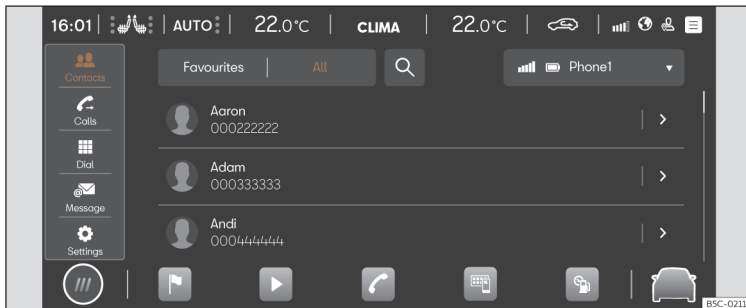 16:01 AUTO 22.0°C CLIMA 22.0°C
Contacts
Calls
Dial
@
Message
Settings
Favourites All Phone1
Aaron
000222222
Adam
000333333
Andi
000444444
B5C-0211